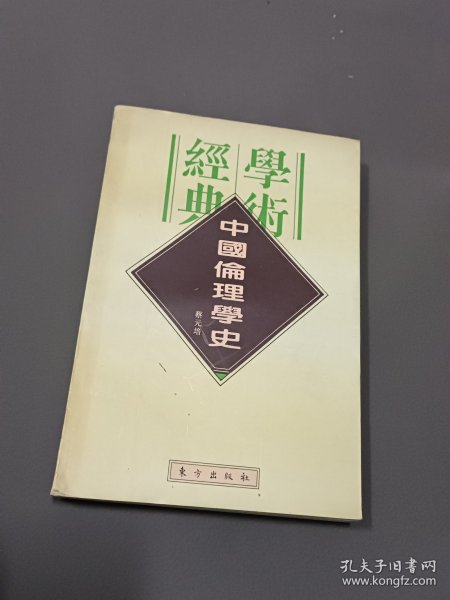 學術
經典
中國倫理學史
蔡元培
東方出版社
孔夫子旧书网
www.kongfz.com